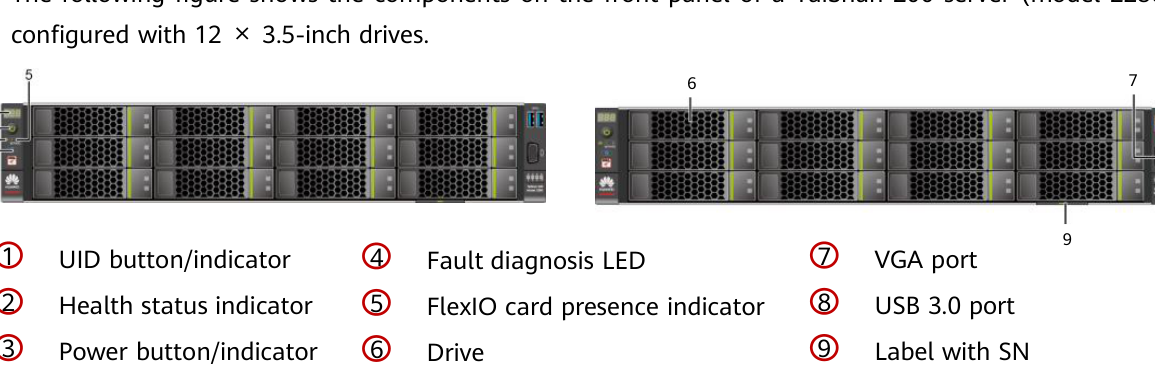 configured with 12 × 3.5-inch drives.
5
6
7
9
① UID button/indicator
② Health status indicator
③ Power button/indicator
④ Fault diagnosis LED
⑤ FlexIO card presence indicator
⑥ Drive
⑦ VGA port
⑧ USB 3.0 port
⑨ Label with SN